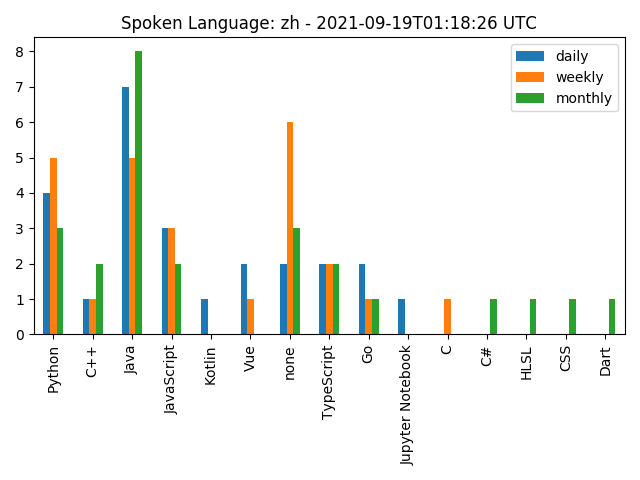 Spoken Language: zh - 2021-09-19T01:18:26 UTC
daily
weekly
monthly
8
7
6
5
4
3
2
1
0
Python
C++
Java
JavaScript
Kotlin
Vue
none
TypeScript
Go
Jupyter Notebook
C
C#
HLSL
CSS
Dart